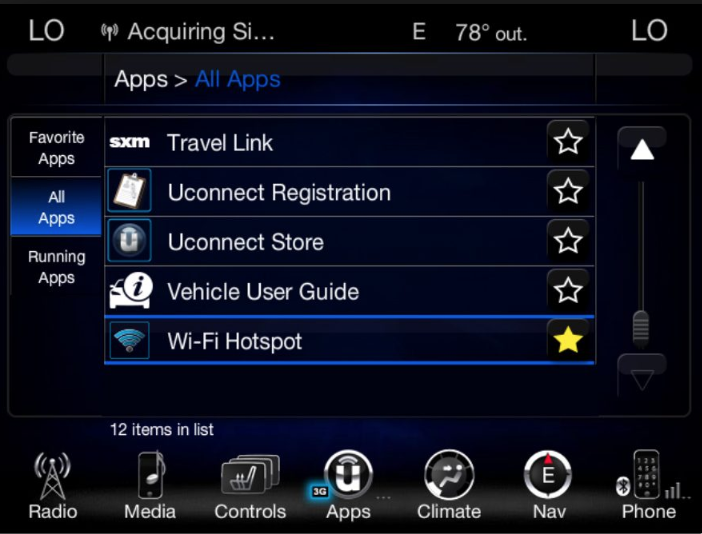 LO
Acquiring Si...
E
78° out.
LO
Apps > All Apps
Favorite
Apps
All
Apps
Running
Apps
sxm Travel Link
Uconnect Registration
Uconnect Store
Vehicle User Guide
Wi-Fi Hotspot
12 items in list
3G
...
E
Radio
Media
Controls
Apps
Climate
Nav
Phone